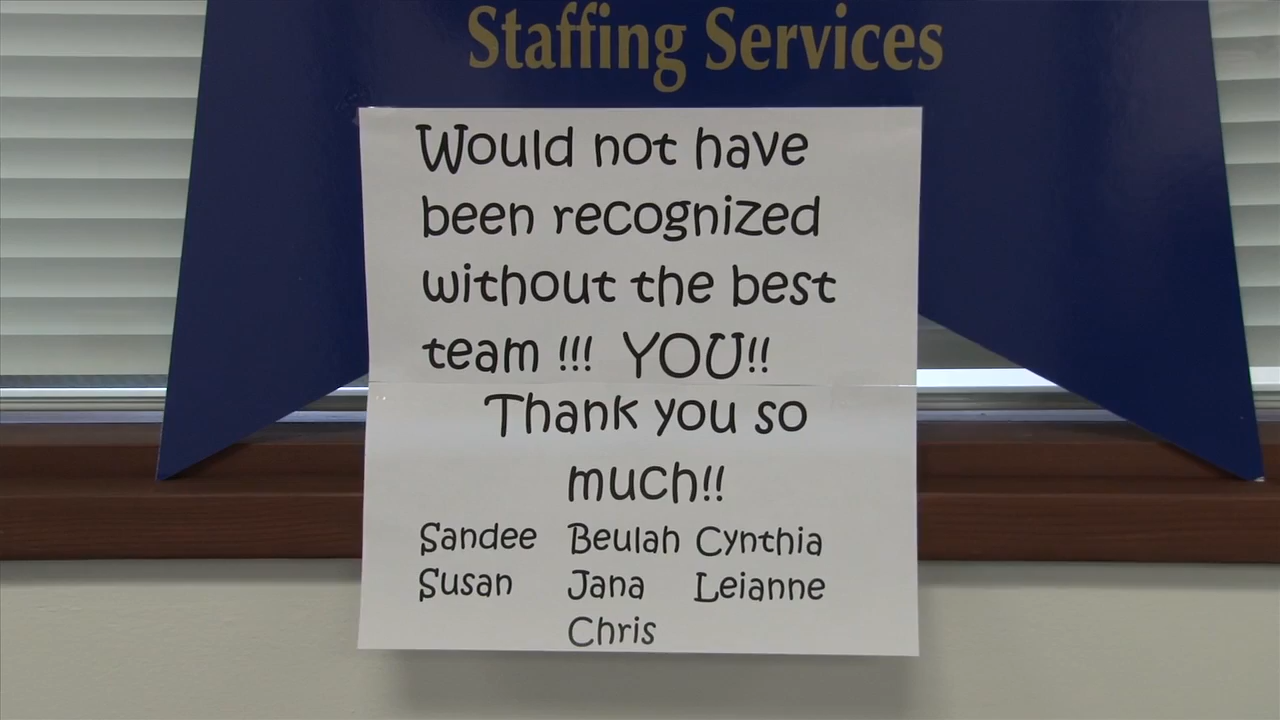 Staffing Services
Would not have
been recognized
without the best
team !!! YOU!!
Thank you so
much!!
Sandee Beulah Cynthia
Susan Jana Leianne
Chris